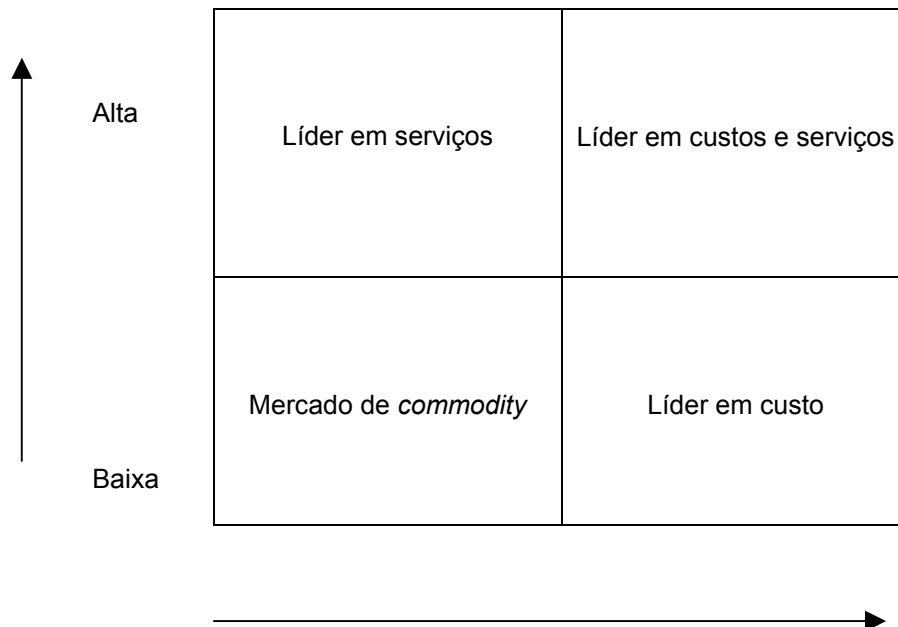 Alta
Líder em serviços
Líder em custos e serviços
Mercado de commodity
Líder em custo
Baixa